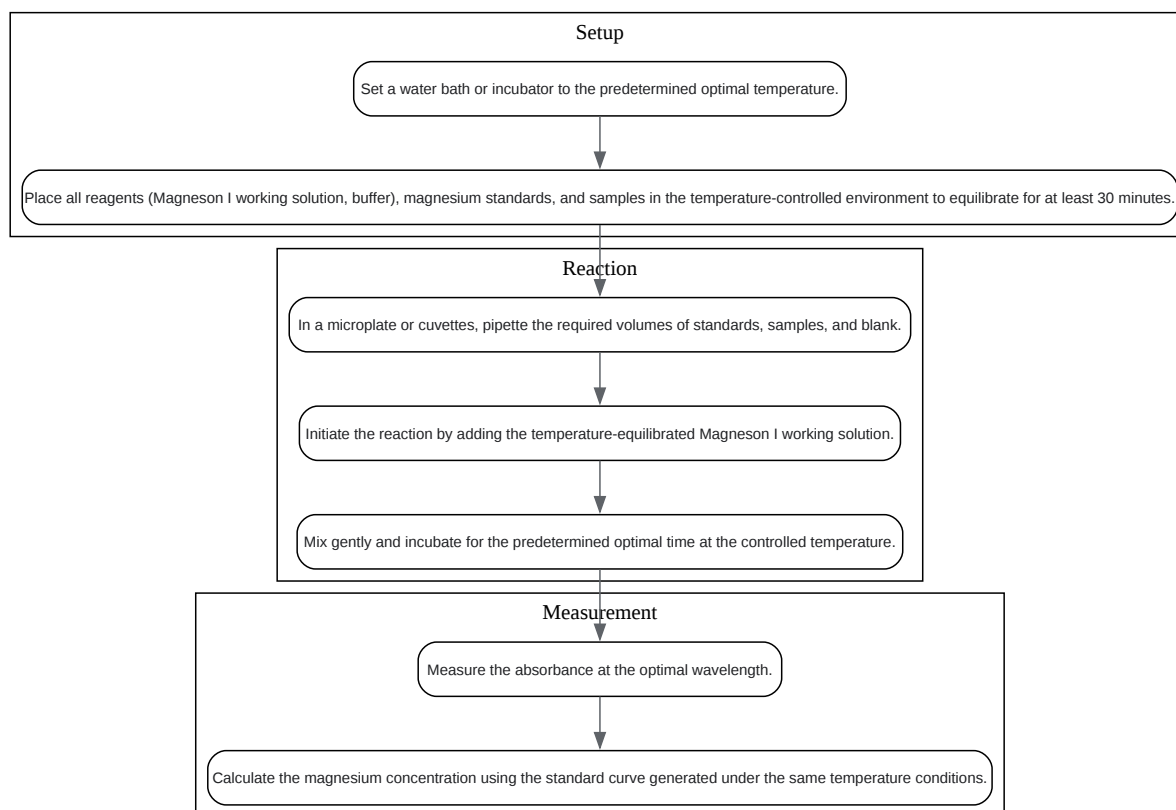 Setup
Set a water bath or incubator to the predetermined optimal temperature.
Place all reagents (Magneson I working solution, buffer), magnesium standards, and samples in the temperature-controlled environment to equilibrate for at least 30 minutes.
Reaction
In a microplate or cuvettes, pipette the required volumes of standards, samples, and blank.
Initiate the reaction by adding the temperature-equilibrated Magneson I working solution.
Mix gently and incubate for the predetermined optimal time at the controlled temperature.
Measurement
Measure the absorbance at the optimal wavelength.
Calculate the magnesium concentration using the standard curve generated under the same temperature conditions.